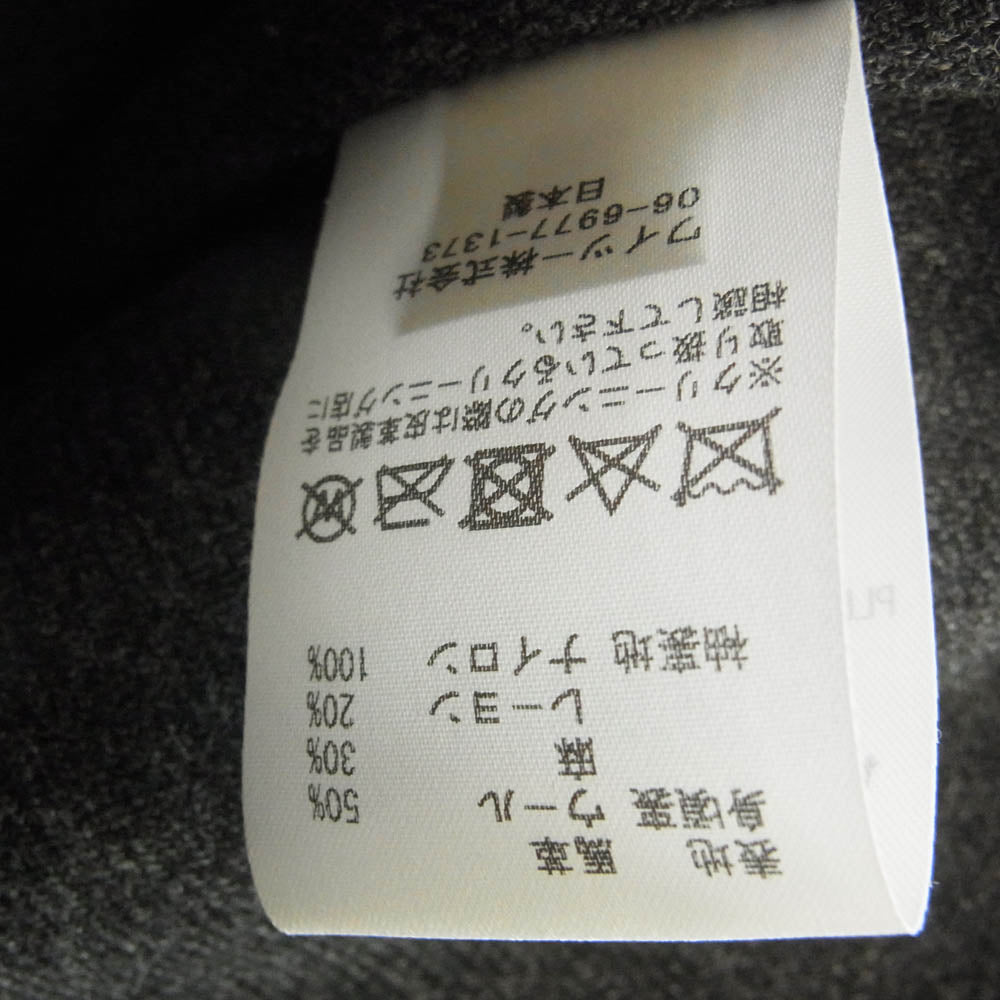 表地 馬革
身頃裏 ウール 50%
麻 30%
レーヨン 20%
袖裏地 ナイロン 100%
※クリーニングの際は皮革製品を
取り扱っているクリーニング店に
相談して下さい。
ワイツー株式会社
06-6977-1373
日本製